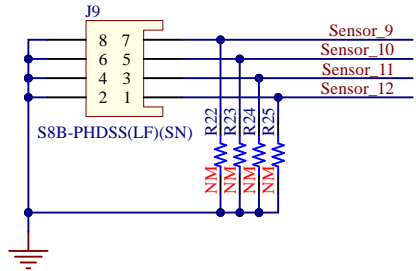 J9
Sensor_9
8 7
Sensor_10
6 5
Sensor_11
4 3
Sensor_12
2 1
S8B-PHDSS(LF)(SN)
R22
R23
R24
R25
NM
NM
NM
NM